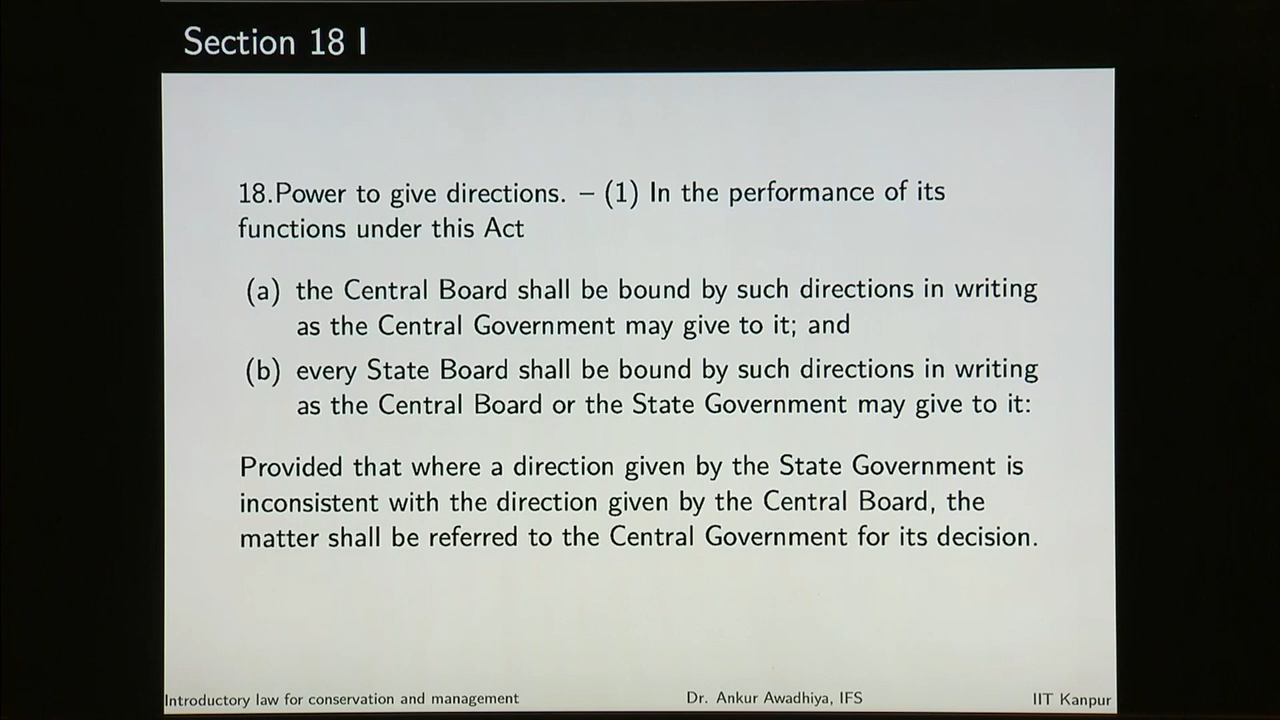 Section 18 I
18.Power to give directions. – (1) In the performance of its
functions under this Act
(a) the Central Board shall be bound by such directions in writing
as the Central Government may give to it; and
(b) every State Board shall be bound by such directions in writing
as the Central Board or the State Government may give to it:
Provided that where a direction given by the State Government is
inconsistent with the direction given by the Central Board, the
matter shall be referred to the Central Government for its decision.
Introductory law for conservation and management Dr. Ankur Awadhiya, IFS IIT Kanpur